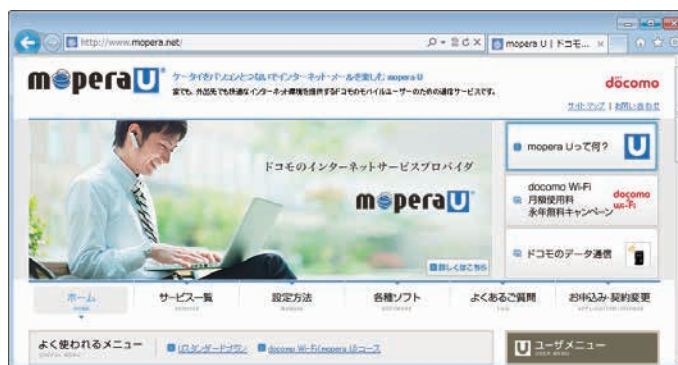 http://www.mopera.net/
mopera U | ドコモ...
mopera U
ケータイをパソコンとつないでインターネット・メールを楽しむ mopera U
家でも、外出先でも快適なインターネット環境を提供するドコモのモバイルユーザーのための通信サービスです。
docomo
サイトマップ | お問い合わせ
ドコモのインターネットサービスプロバイダ
mopera U
詳しくはこちら
mopera Uって何?
docomo Wi-Fi
月額使用料
永年無料キャンペーン
docomo
Wi-Fi
ドコモのデータ通信
ホーム
サービス一覧
設定方法
各種ソフト
よくあるご質問
お申込み・契約変更
よく使われるメニュー
Uスタンダードプラン
docomo Wi-Fi(mopera U)コース
ユーザメニュー
USER MENU